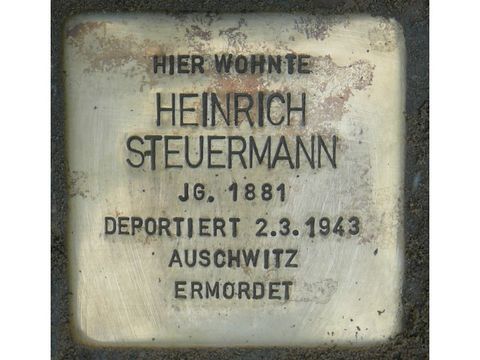 HIER WOHNTE
HEINRICH
STEUERMANN
JG. 1881
DEPORTIERT 2.3.1943
AUSCHWITZ
ERMORDET